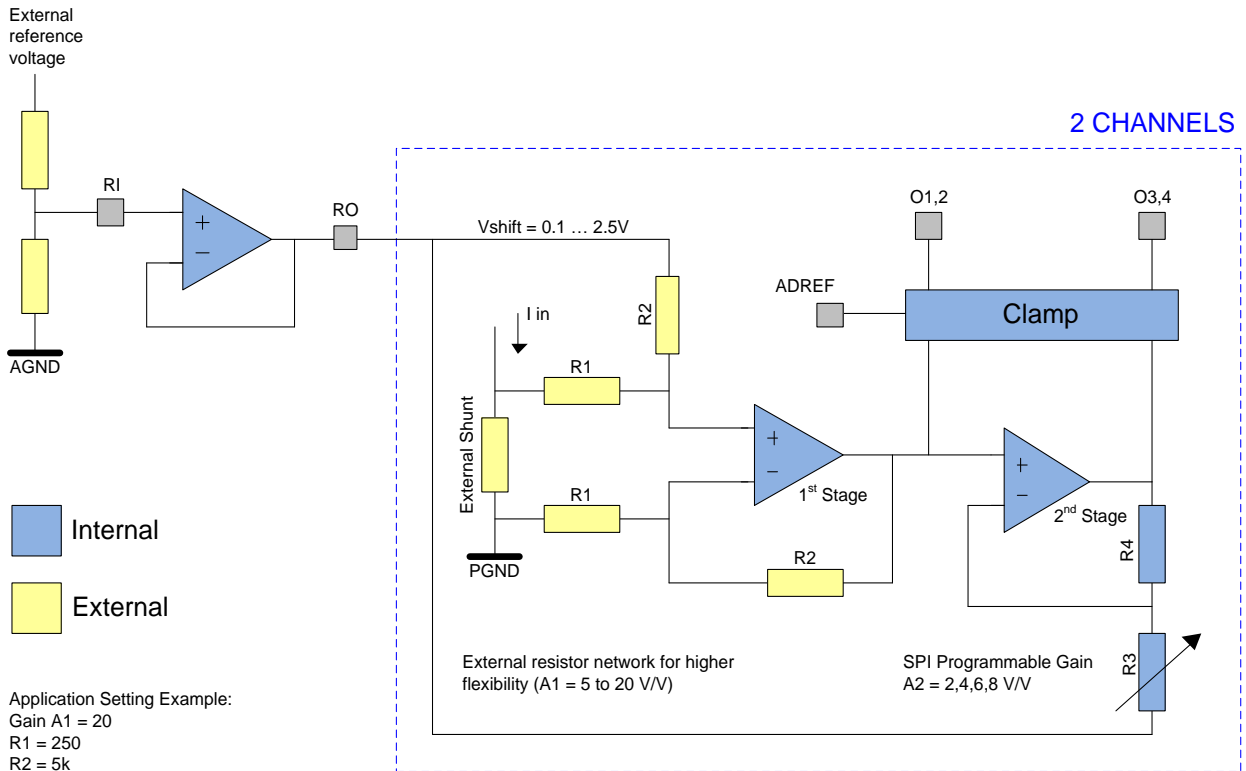 External
reference
voltage
2 CHANNELS
RI
RO
O1,2
O3,4
Vshift = 0.1 … 2.5V
ADREF
Clamp
R2
I in
AGND
R1
External Shunt
+
−
+
−
+
−
1st Stage
2nd Stage
R1
R4
Internal
PGND
R2
External
R3
External resistor network for higher
flexibility (A1 = 5 to 20 V/V)
SPI Programmable Gain
A2 = 2,4,6,8 V/V
Application Setting Example:
Gain A1 = 20
R1 = 250
R2 = 5k